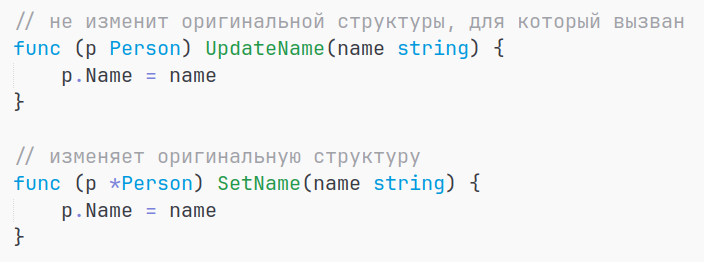 // не изменит оригинальной структуры, для который вызван
func (p Person) UpdateName(name string) {
    p.Name = name
}

// изменяет оригинальную структуру
func (p *Person) SetName(name string) {
    p.Name = name
}